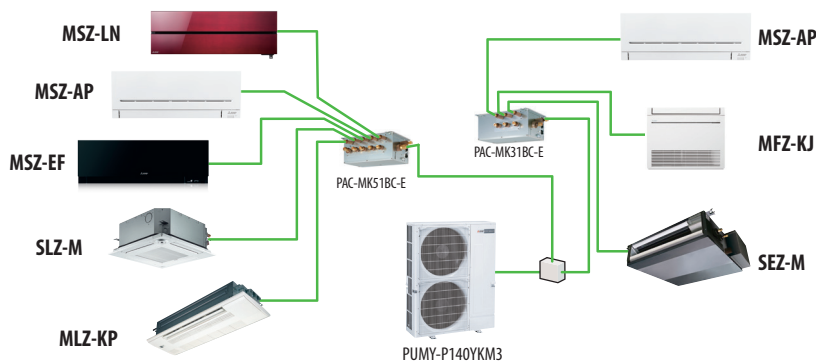 MSZ-LN
MSZ-AP
MSZ-AP
MSZ-EF
PAC-MK51BC-E
PAC-MK31BC-E
MFZ-KJ
SLZ-M
SEZ-M
MLZ-KP
PUMY-P140YKM3